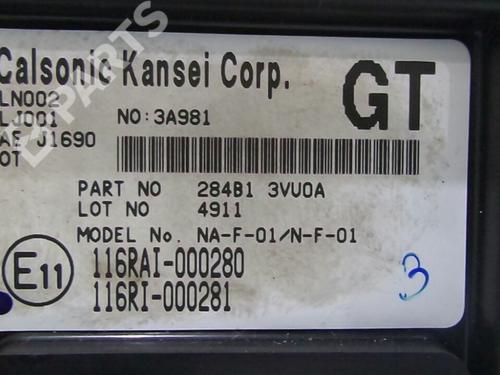 Calsonic Kansei Corp.
GT
LN002
LJ001
NO:3A981
AE J1690
OT
PART NO 284B1 3VU0A
LOT NO 4911
MODEL No. NA-F-01/N-F-01
E11
116RAI-000280
116RI-000281
3
B-PARTS